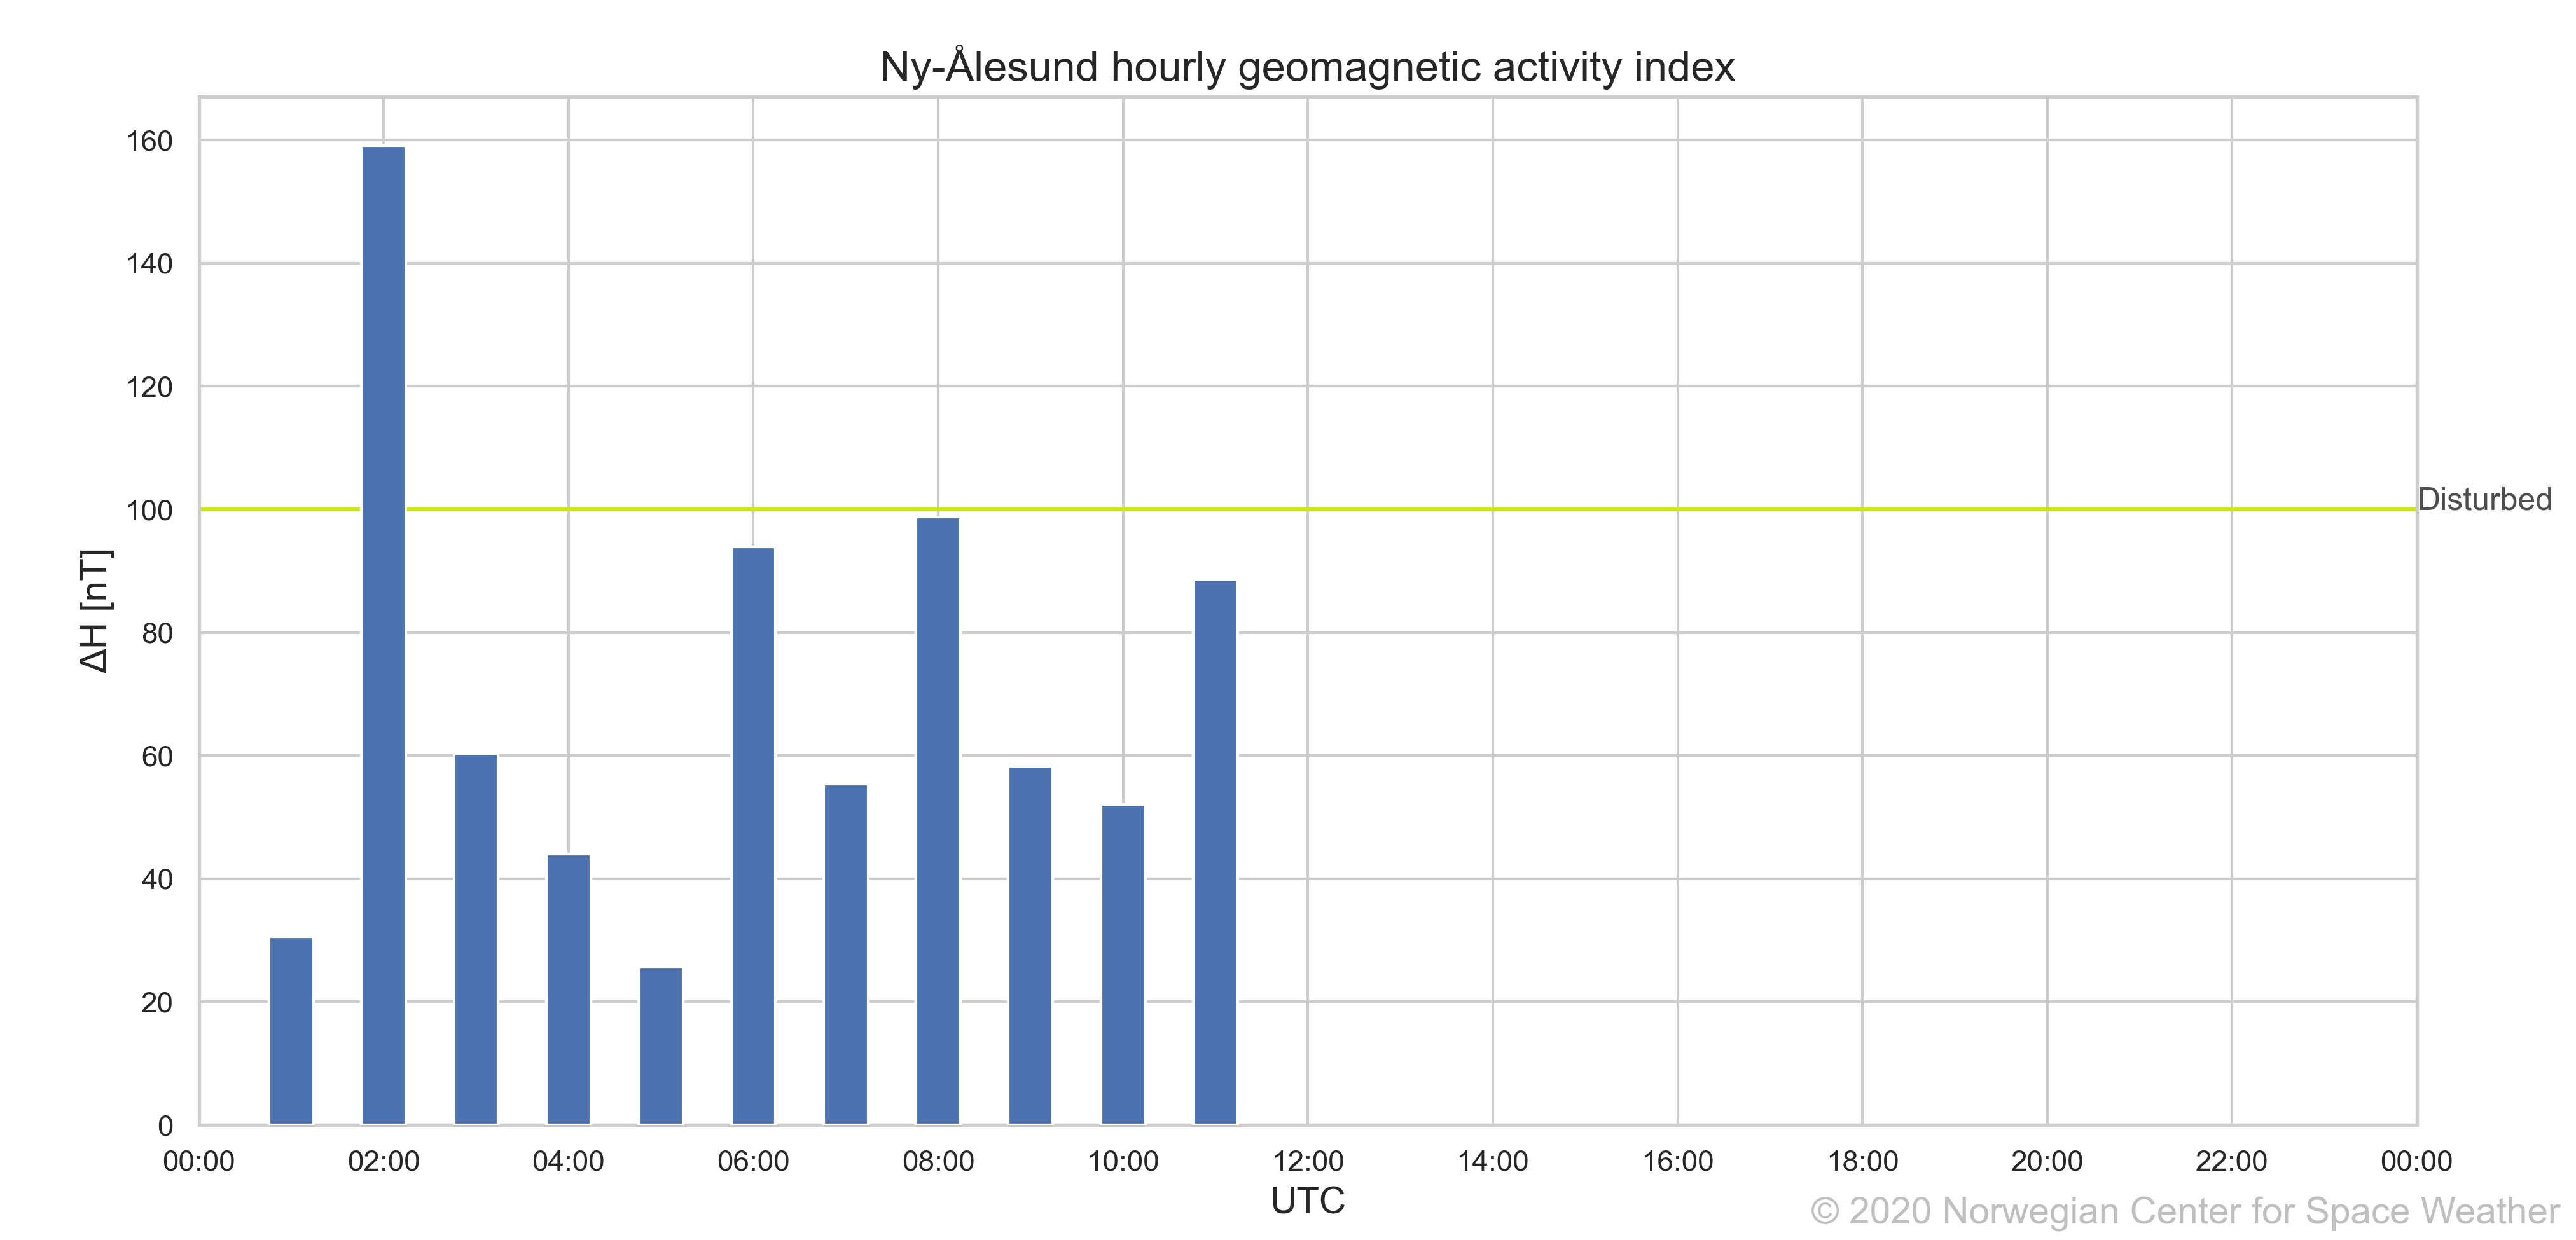 Ny-Ålesund hourly geomagnetic activity index
160
140
120
100
80
60
40
20
0
ΔH [nT]
Disturbed
00:00 02:00 04:00 06:00 08:00 10:00 12:00 14:00 16:00 18:00 20:00 22:00 00:00
UTC
© 2020 Norwegian Center for Space Weather